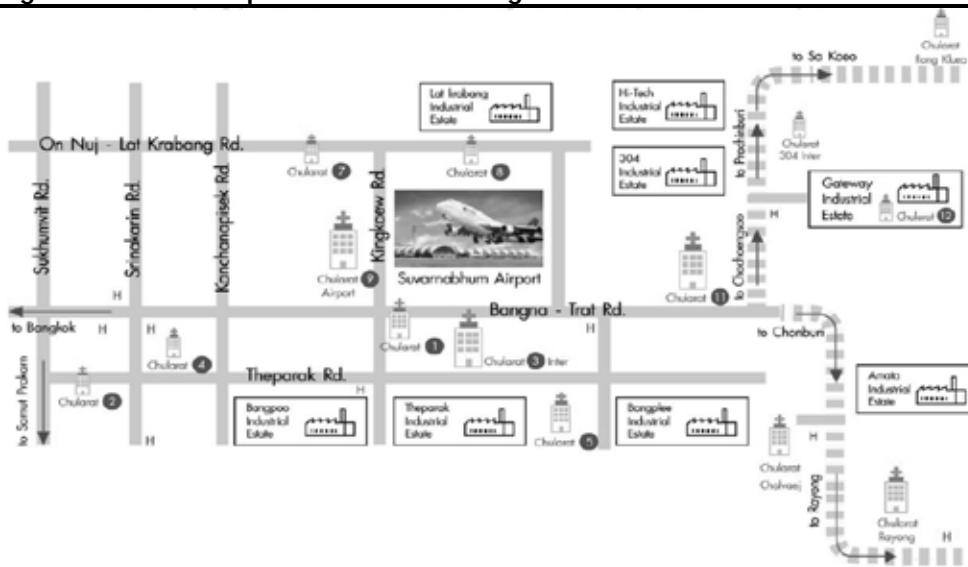 Chularat
to Sa Kaeo
Lat Krabang
Industrial
Estate
Hi-Tech
Industrial
Estate
On Nuj - Lat Krabang Rd.
Chularat 7
Chularat 8
304
Industrial
Estate
to Prachinburi
Chularat
304 Inter
Sukhumvit Rd.
Srinakarin Rd.
Kanchanapisek Rd.
Kingkaew Rd.
Gateway
Industrial
Estate
Chularat 12
H
Chularat 9
Airport
Suvarnabhum Airport
Chularat 11
to Chachoengsao
H
Bangna - Trat Rd.
to Bangkok
H
H
H
to Chonburi
Chularat 4
Chularat 1
Chularat 3 Inter
Chularat 2
Theparak Rd.
H
to Samut Prakarn
H
Bangpoo
Industrial
Estate
Theparak
Industrial
Estate
Chularat 5
Bangplee
Industrial
Estate
Amata
Industrial
Estate
H
Chularat
to Rayong
Chularat
Rayong
H